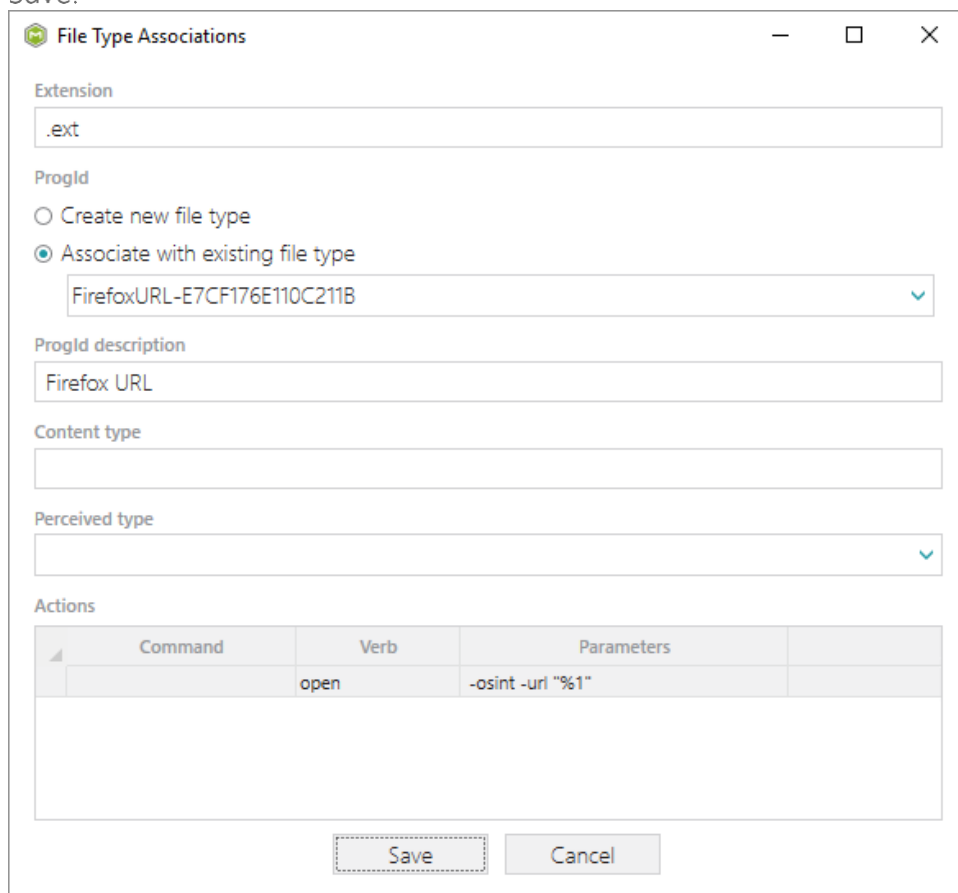 Save.
File Type Associations
Extension
.ext
ProgId
Create new file type
Associate with existing file type
FirefoxURL-E7CF176E110C211B
ProgId description
Firefox URL
Content type
Perceived type
Actions
Command Verb Parameters
open -osint -url "%1"
Save Cancel